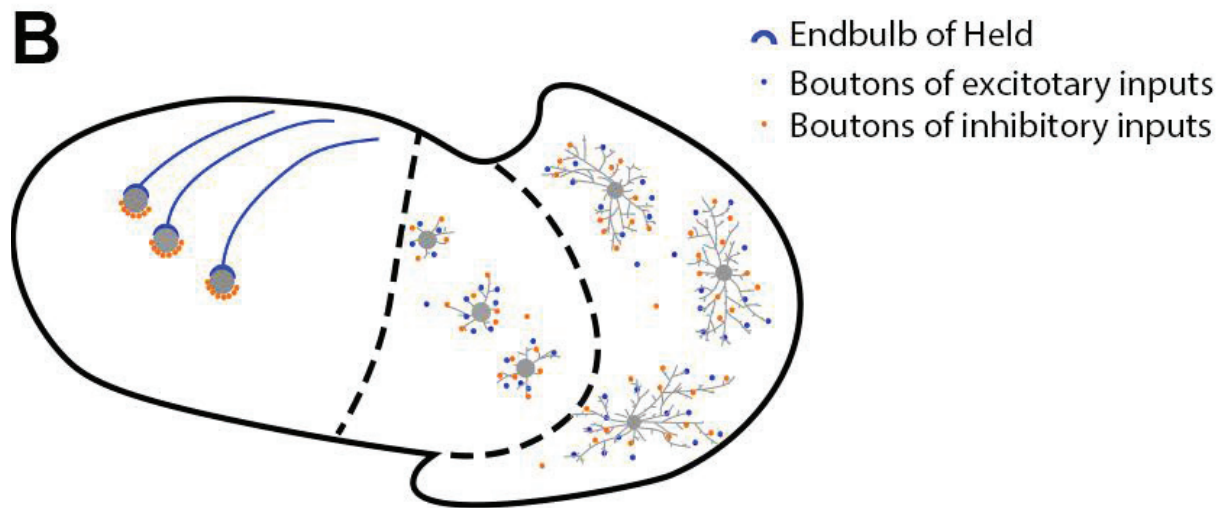 B
Endbulb of Held
Boutons of excitotary inputs
Boutons of inhibitory inputs